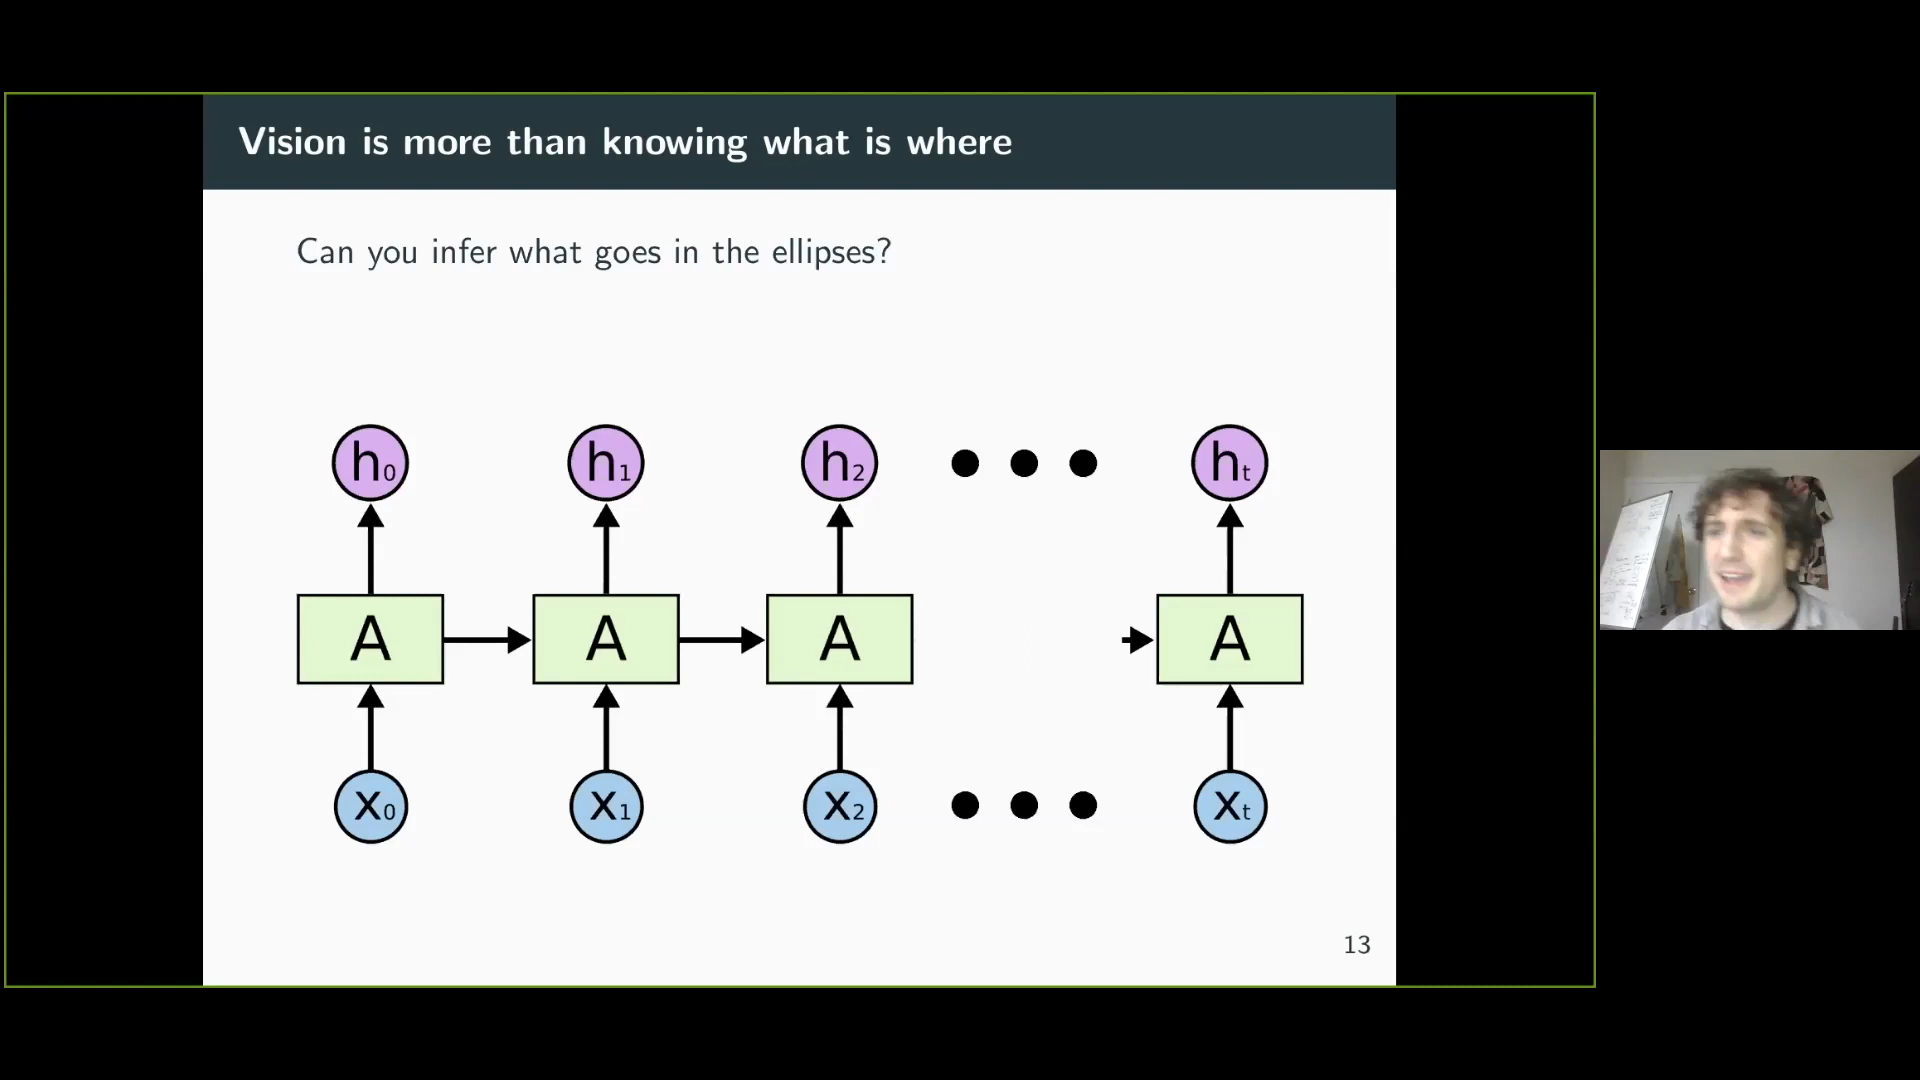 Vision is more than knowing what is where
Can you infer what goes in the ellipses?
h₀ h₁ h₂ hₜ
A A A A
x₀ x₁ x₂ xₜ
13